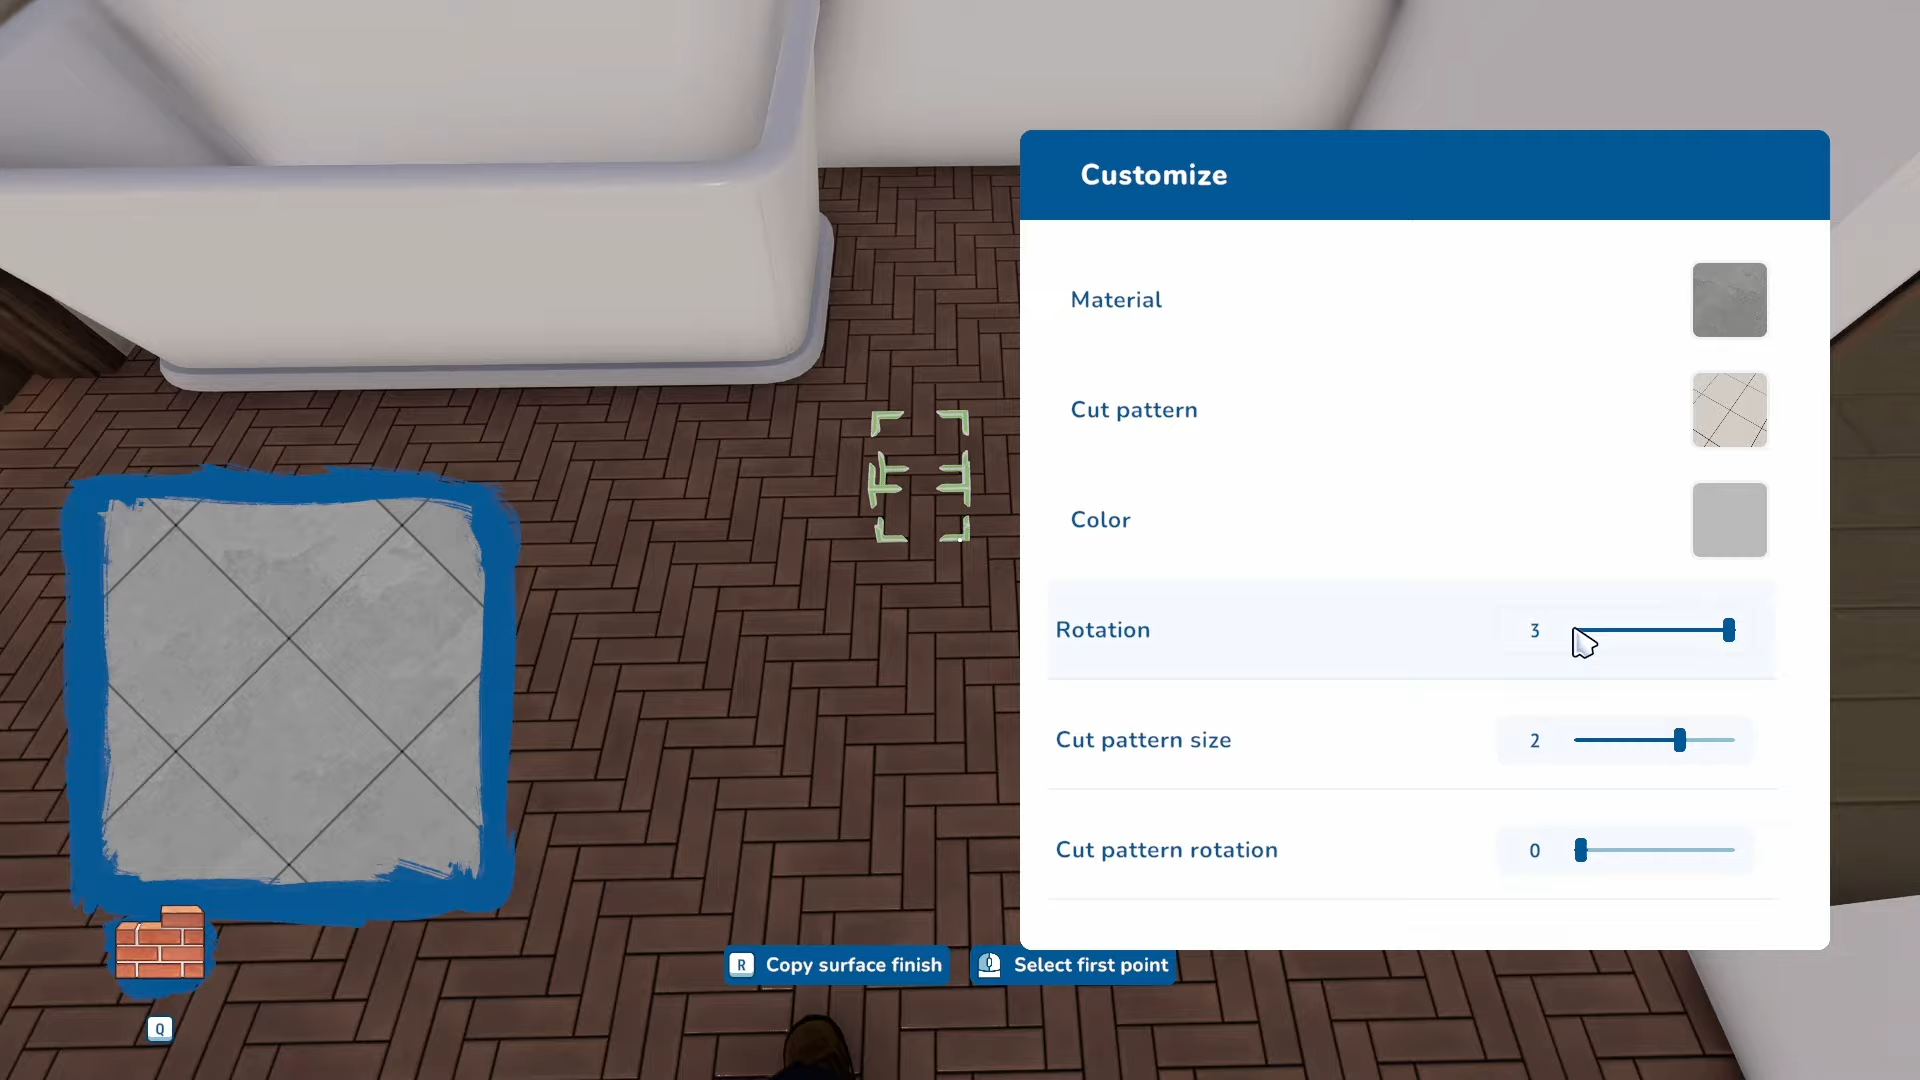 Customize
Material
Cut pattern
Color
Rotation 3
Cut pattern size 2
Cut pattern rotation 0
R Copy surface finish Select first point
Q